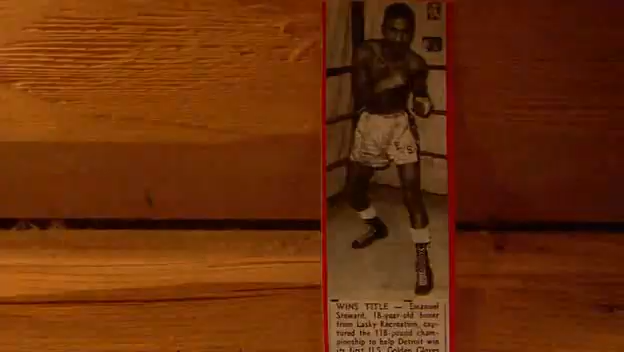 WINS TITLE — Emanuel
Steward, 18-year-old boxer
from Lasky Recreation, cap-
tured the 118-pound cham-
pionship to help Detroit win
its first U.S. Golden Gloves